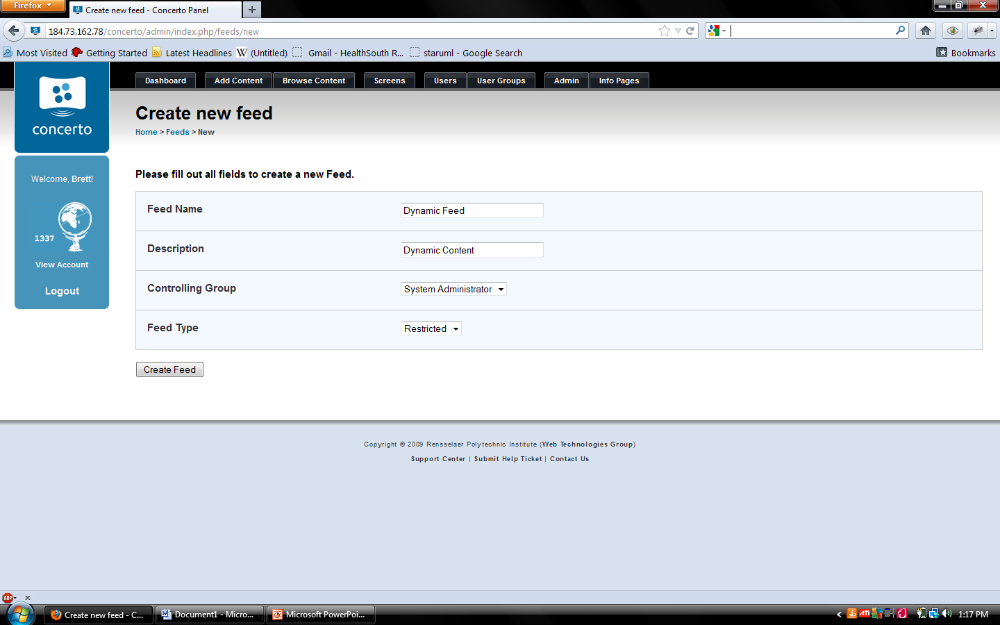 Firefox
Create new feed - Concerto Panel
184.73.162.78/concerto/admin/index.php/feeds/new
Most Visited Getting Started Latest Headlines W (Untitled) Gmail - HealthSouth R... staruml - Google Search Bookmarks
Dashboard Add Content Browse Content Screens Users User Groups Admin Info Pages
concerto
Create new feed
Home > Feeds > New
Welcome, Brett!
1337
View Account
Logout
Please fill out all fields to create a new Feed.
Feed Name Dynamic Feed
Description Dynamic Content
Controlling Group System Administrator
Feed Type Restricted
Create Feed
Copyright © 2009 Rensselaer Polytechnic Institute (Web Technologies Group)
Support Center | Submit Help Ticket | Contact Us
ABP
Create new feed - C... Document1 - Micro... Microsoft PowerPoi... ATI 1:17 PM